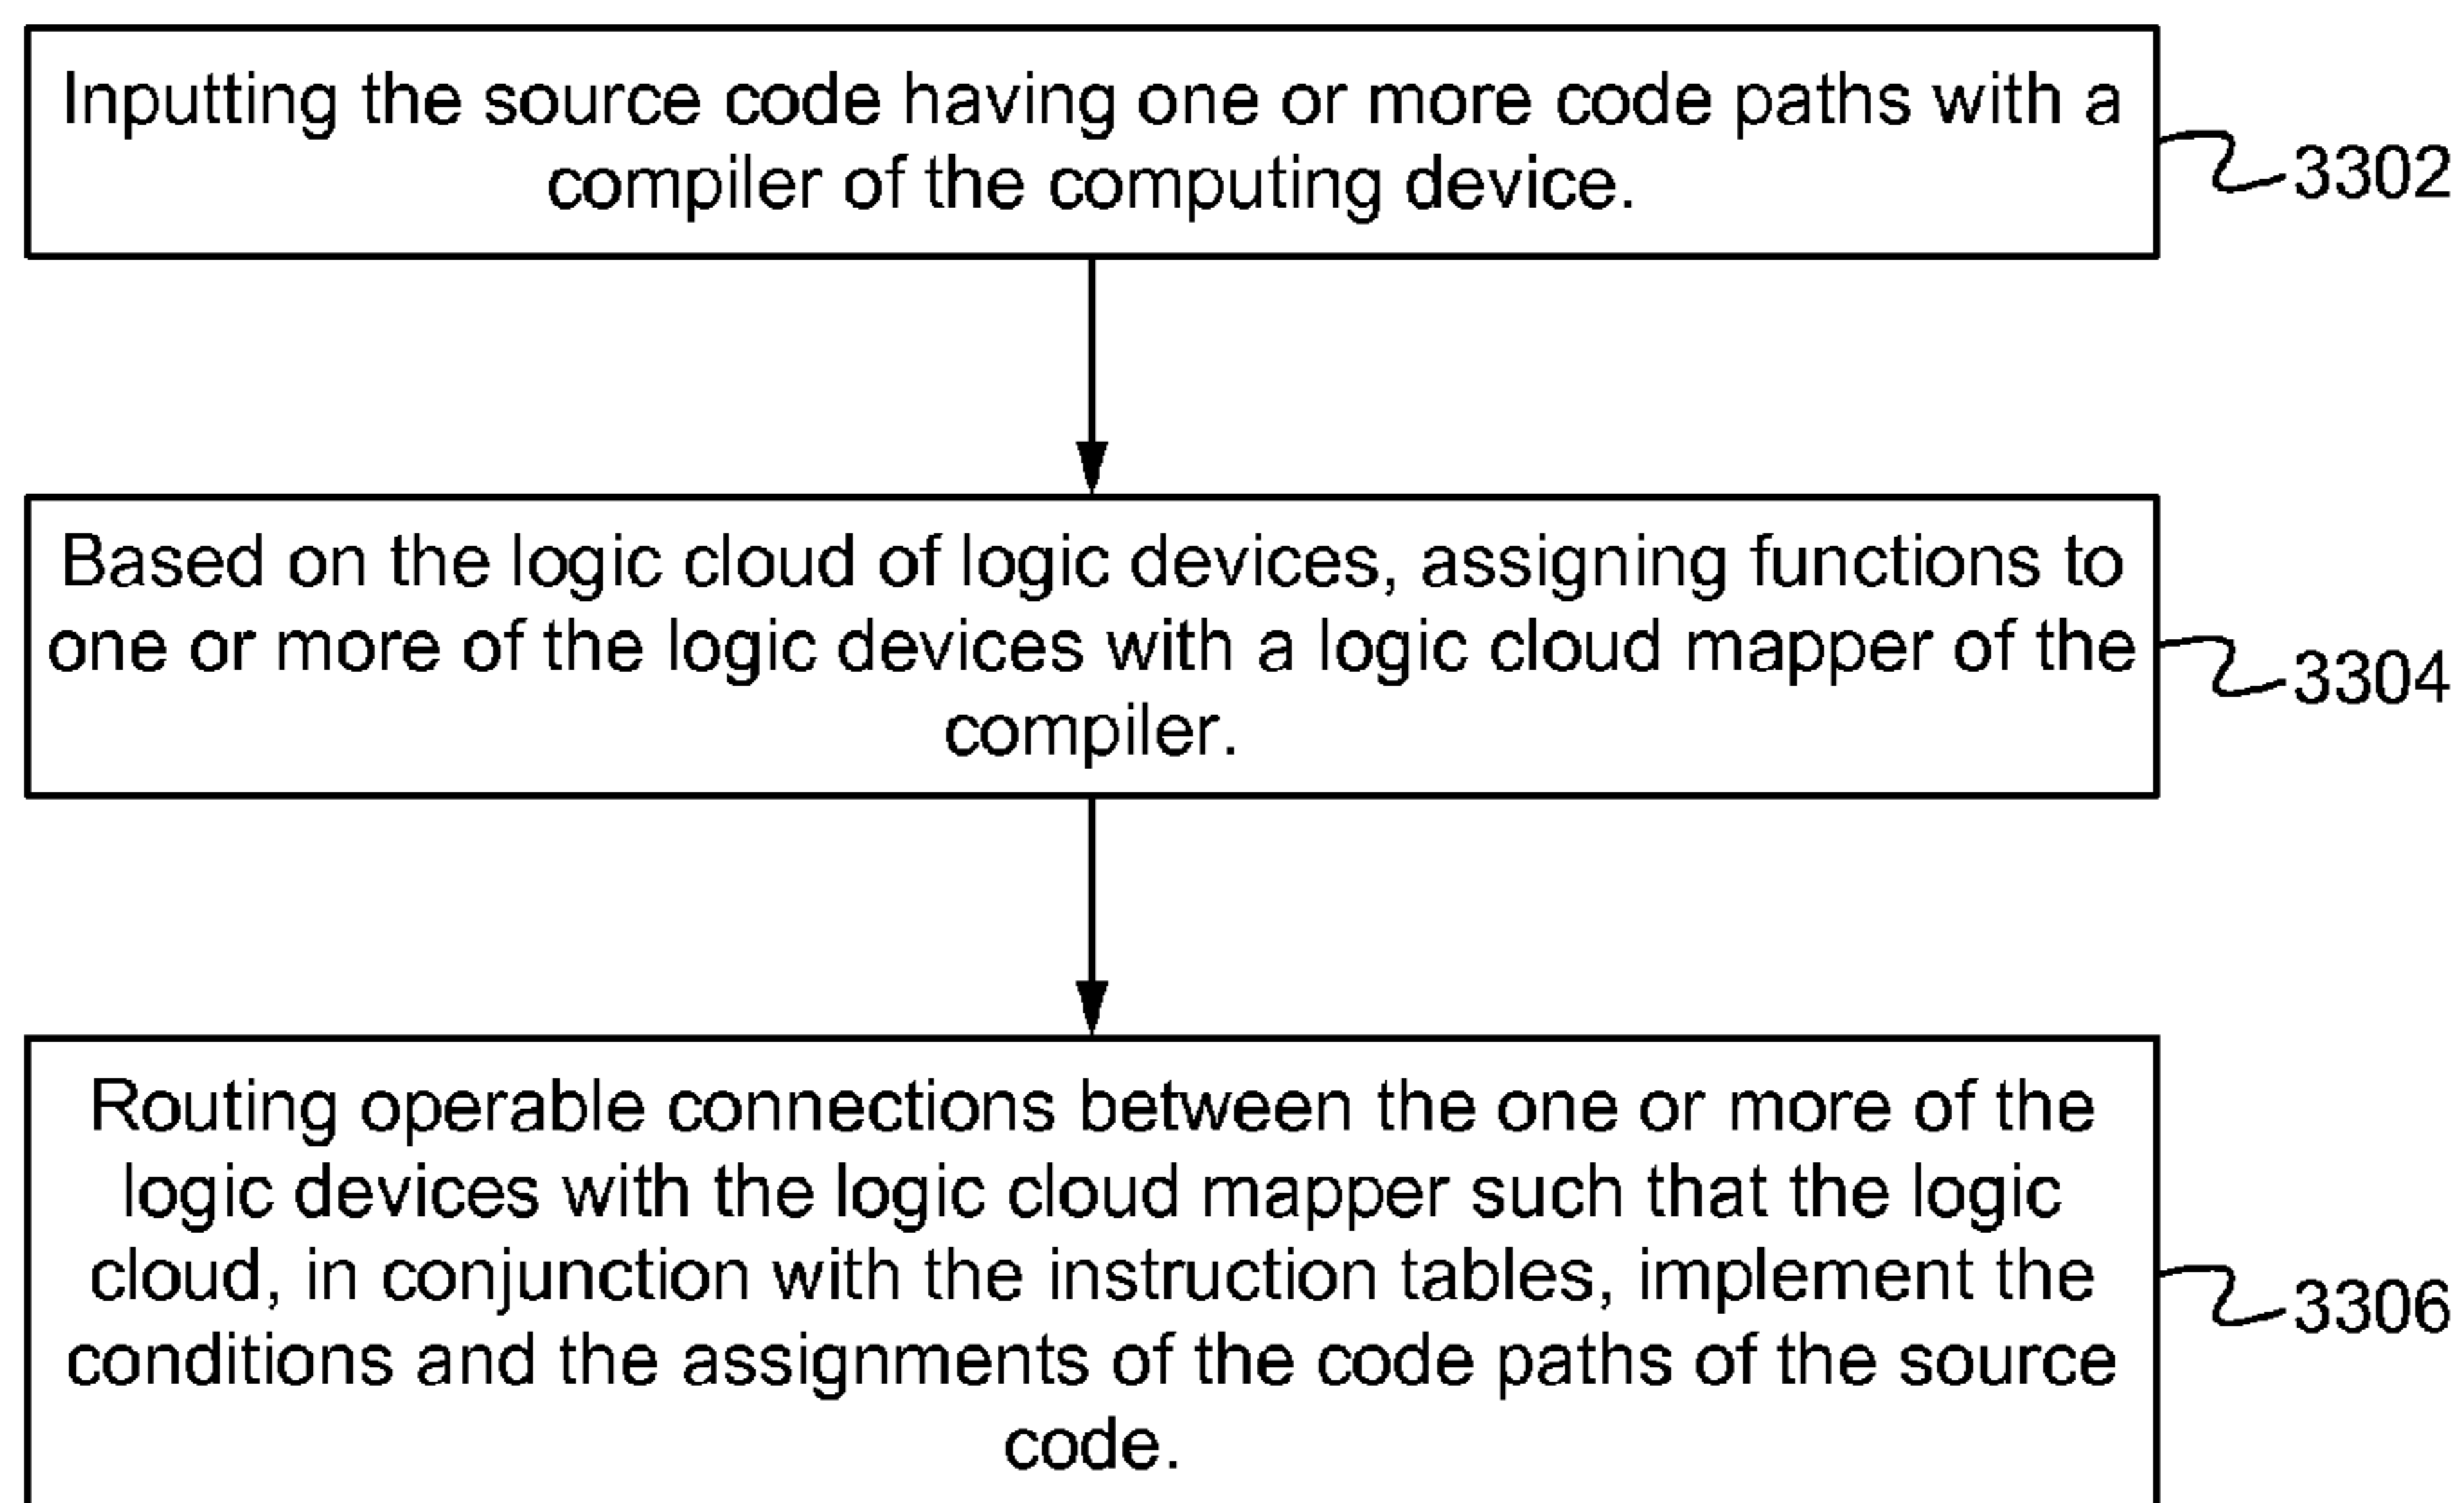 Inputting the source code having one or more code paths with a
compiler of the computing device.
3302
Based on the logic cloud of logic devices, assigning functions to
one or more of the logic devices with a logic cloud mapper of the
compiler.
3304
Routing operable connections between the one or more of the
logic devices with the logic cloud mapper such that the logic
cloud, in conjunction with the instruction tables, implement the
conditions and the assignments of the code paths of the source
code.
3306